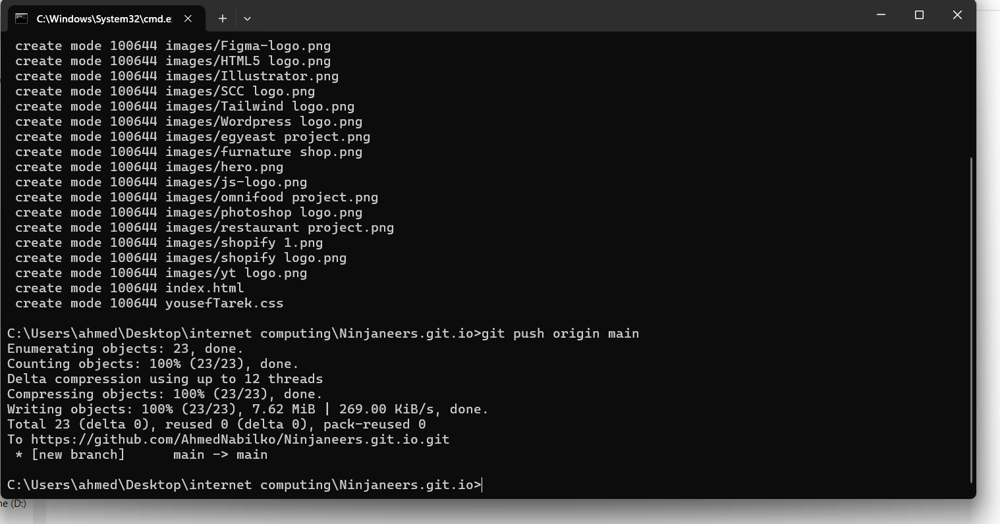 C:\Windows\System32\cmd.e
create mode 100644 images/Figma-logo.png
create mode 100644 images/HTML5 logo.png
create mode 100644 images/Illustrator.png
create mode 100644 images/SCC logo.png
create mode 100644 images/Tailwind logo.png
create mode 100644 images/Wordpress logo.png
create mode 100644 images/egyeast project.png
create mode 100644 images/furnature shop.png
create mode 100644 images/hero.png
create mode 100644 images/js-logo.png
create mode 100644 images/omnifood project.png
create mode 100644 images/photoshop logo.png
create mode 100644 images/restaurant project.png
create mode 100644 images/shopify 1.png
create mode 100644 images/shopify logo.png
create mode 100644 images/yt logo.png
create mode 100644 index.html
create mode 100644 yousefTarek.css
C:\Users\ahmed\Desktop\internet computing\Ninjaneers.git.io>git push origin main
Enumerating objects: 23, done.
Counting objects: 100% (23/23), done.
Delta compression using up to 12 threads
Compressing objects: 100% (23/23), done.
Writing objects: 100% (23/23), 7.62 MiB | 269.00 KiB/s, done.
Total 23 (delta 0), reused 0 (delta 0), pack-reused 0
To https://github.com/AhmedNabilko/Ninjaneers.git.io.git
* [new branch]      main -> main
C:\Users\ahmed\Desktop\internet computing\Ninjaneers.git.io>
ne (D:)